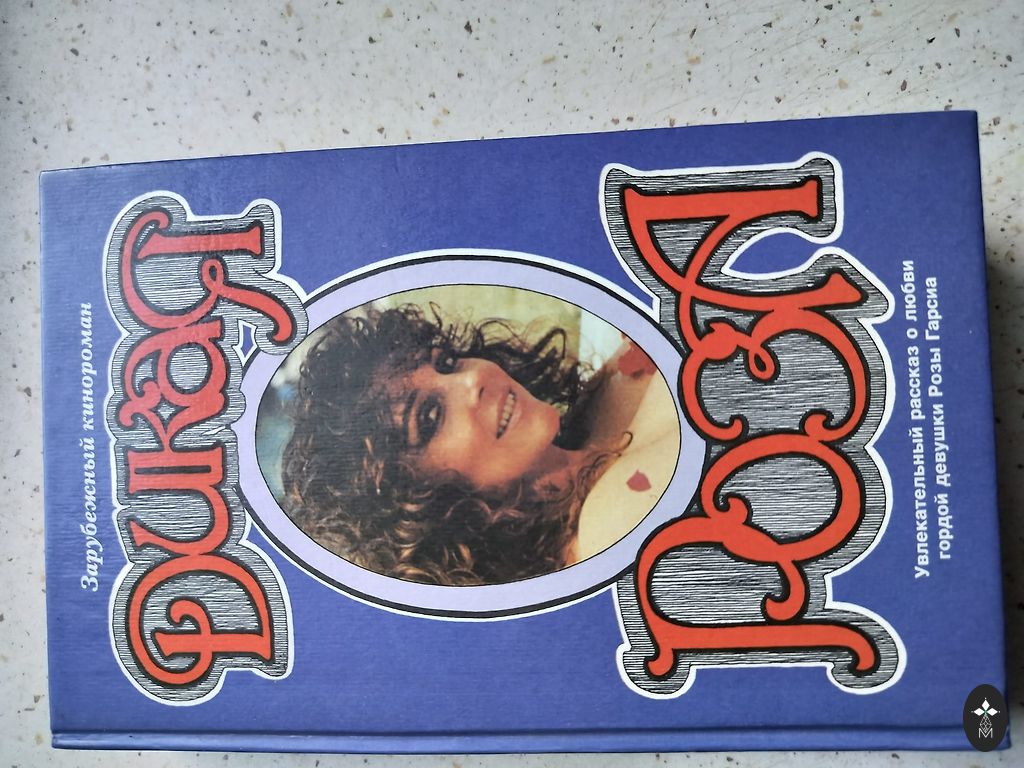 Зарубежный кинороман
Дикая
Роза
Увлекательный рассказ о любви
гордой девушки Розы Гарсиа
М